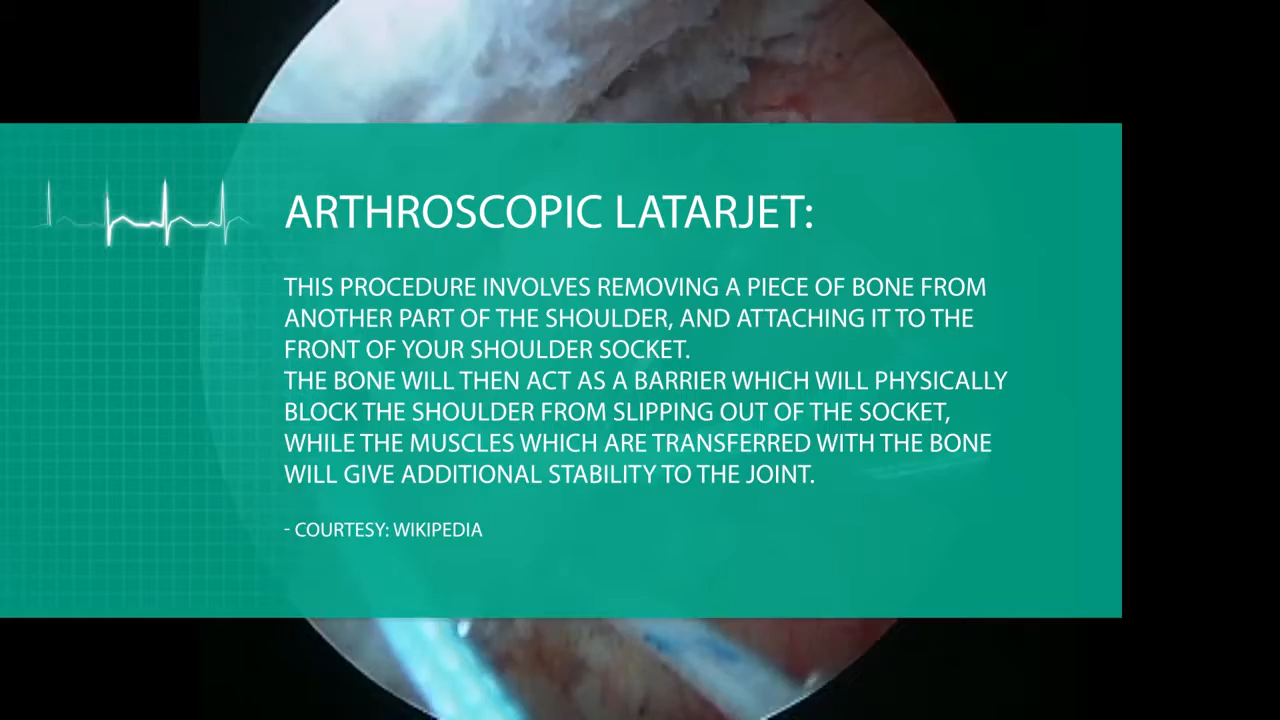 ARTHROSCOPIC LATARJET:
THIS PROCEDURE INVOLVES REMOVING A PIECE OF BONE FROM
ANOTHER PART OF THE SHOULDER, AND ATTACHING IT TO THE
FRONT OF YOUR SHOULDER SOCKET.
THE BONE WILL THEN ACT AS A BARRIER WHICH WILL PHYSICALLY
BLOCK THE SHOULDER FROM SLIPPING OUT OF THE SOCKET,
WHILE THE MUSCLES WHICH ARE TRANSFERRED WITH THE BONE
WILL GIVE ADDITIONAL STABILITY TO THE JOINT.
- COURTESY: WIKIPEDIA